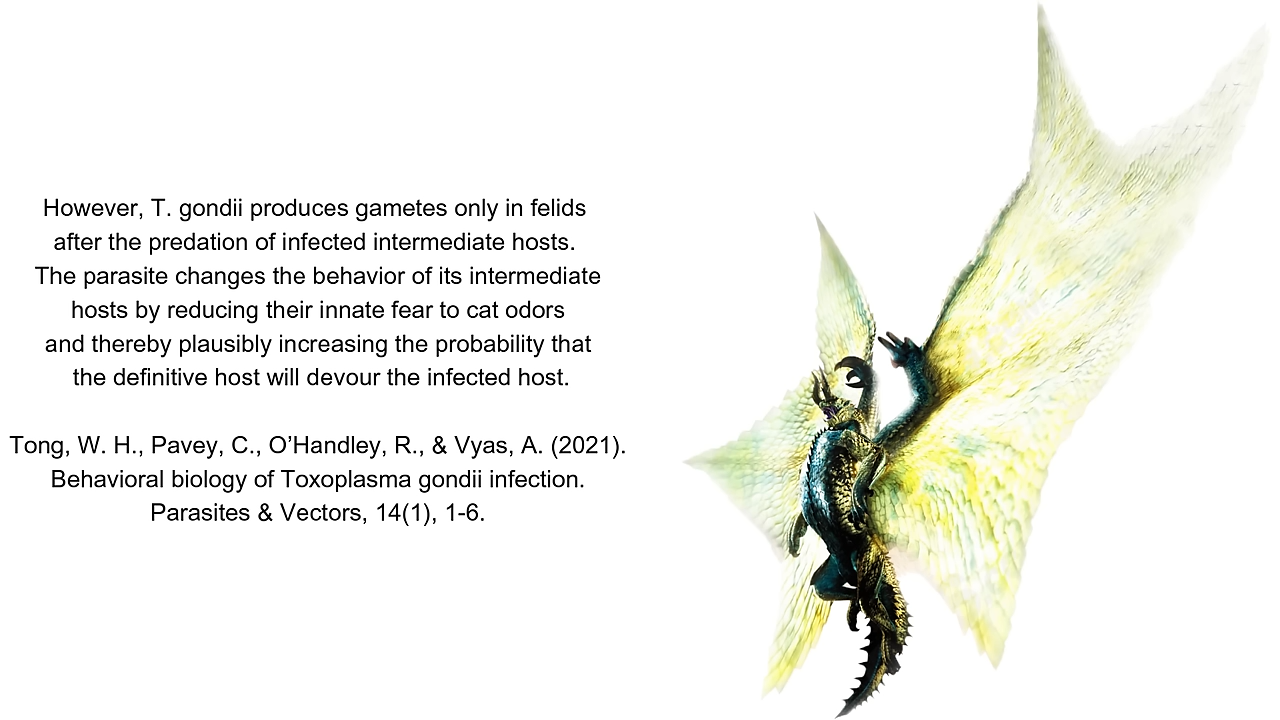 However, T. gondii produces gametes only in felids
after the predation of infected intermediate hosts.
The parasite changes the behavior of its intermediate
hosts by reducing their innate fear to cat odors
and thereby plausibly increasing the probability that
the definitive host will devour the infected host.
Tong, W. H., Pavey, C., O’Handley, R., & Vyas, A. (2021).
Behavioral biology of Toxoplasma gondii infection.
Parasites & Vectors, 14(1), 1-6.